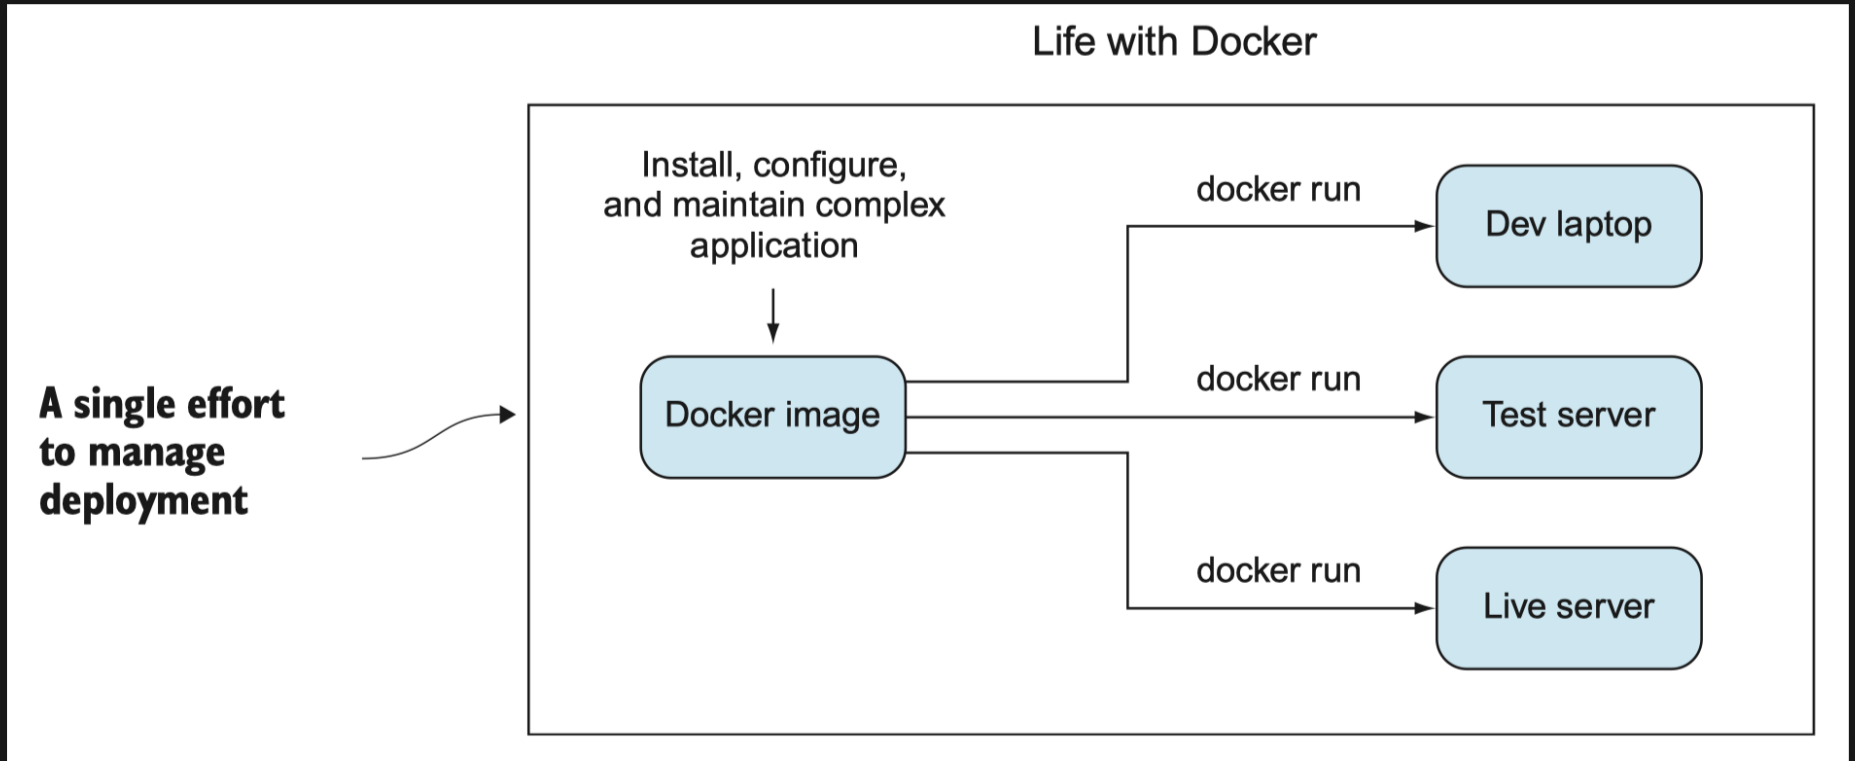 Life with Docker
Install, configure,
and maintain complex
application
docker run
Dev laptop
A single effort
to manage
deployment
Docker image
docker run
Test server
docker run
Live server